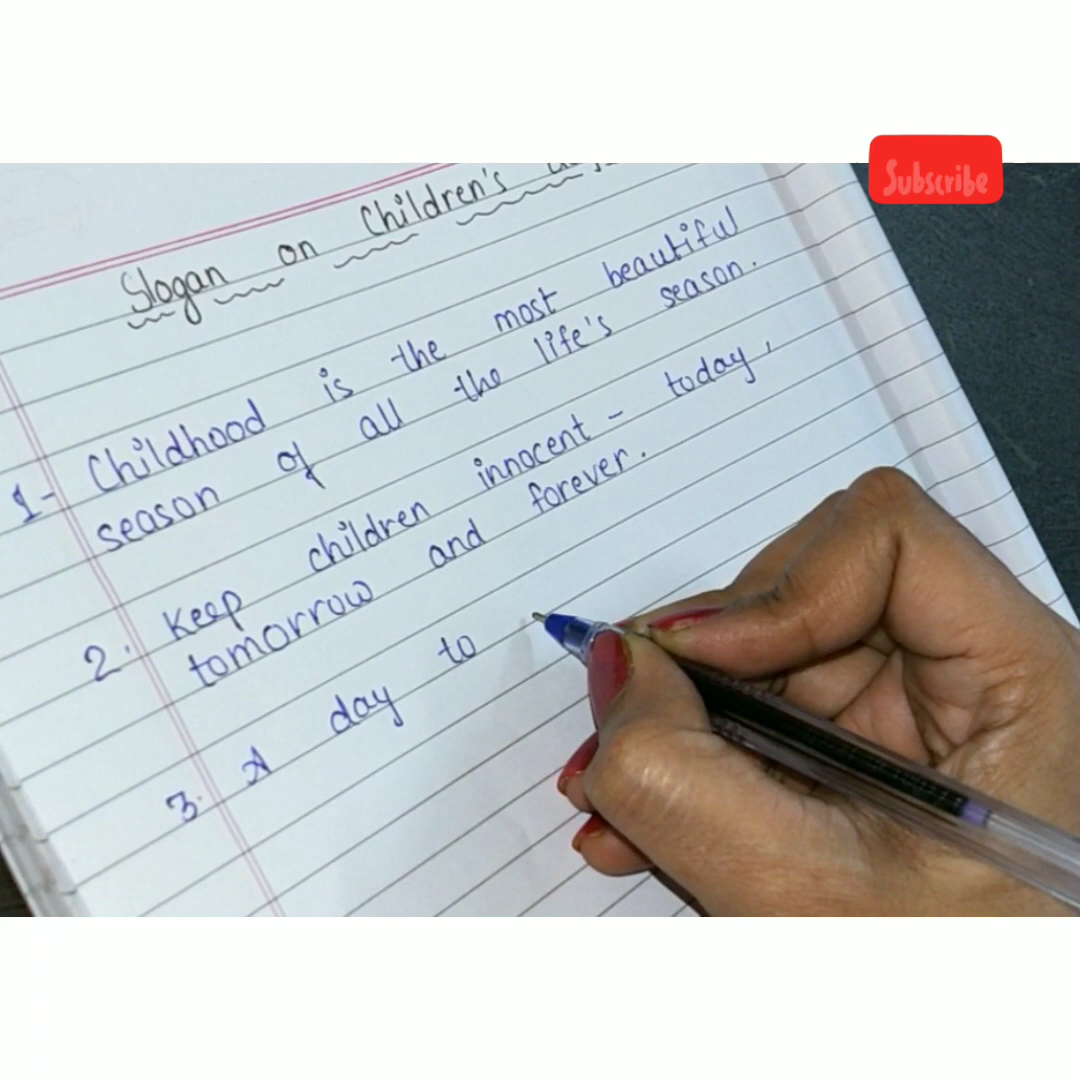 Subscribe
Slogan on Children's
1- Childhood is the most beautiful
season of all the life's season.
2. Keep children innocent - today,
tomorrow and forever.
3. A day to